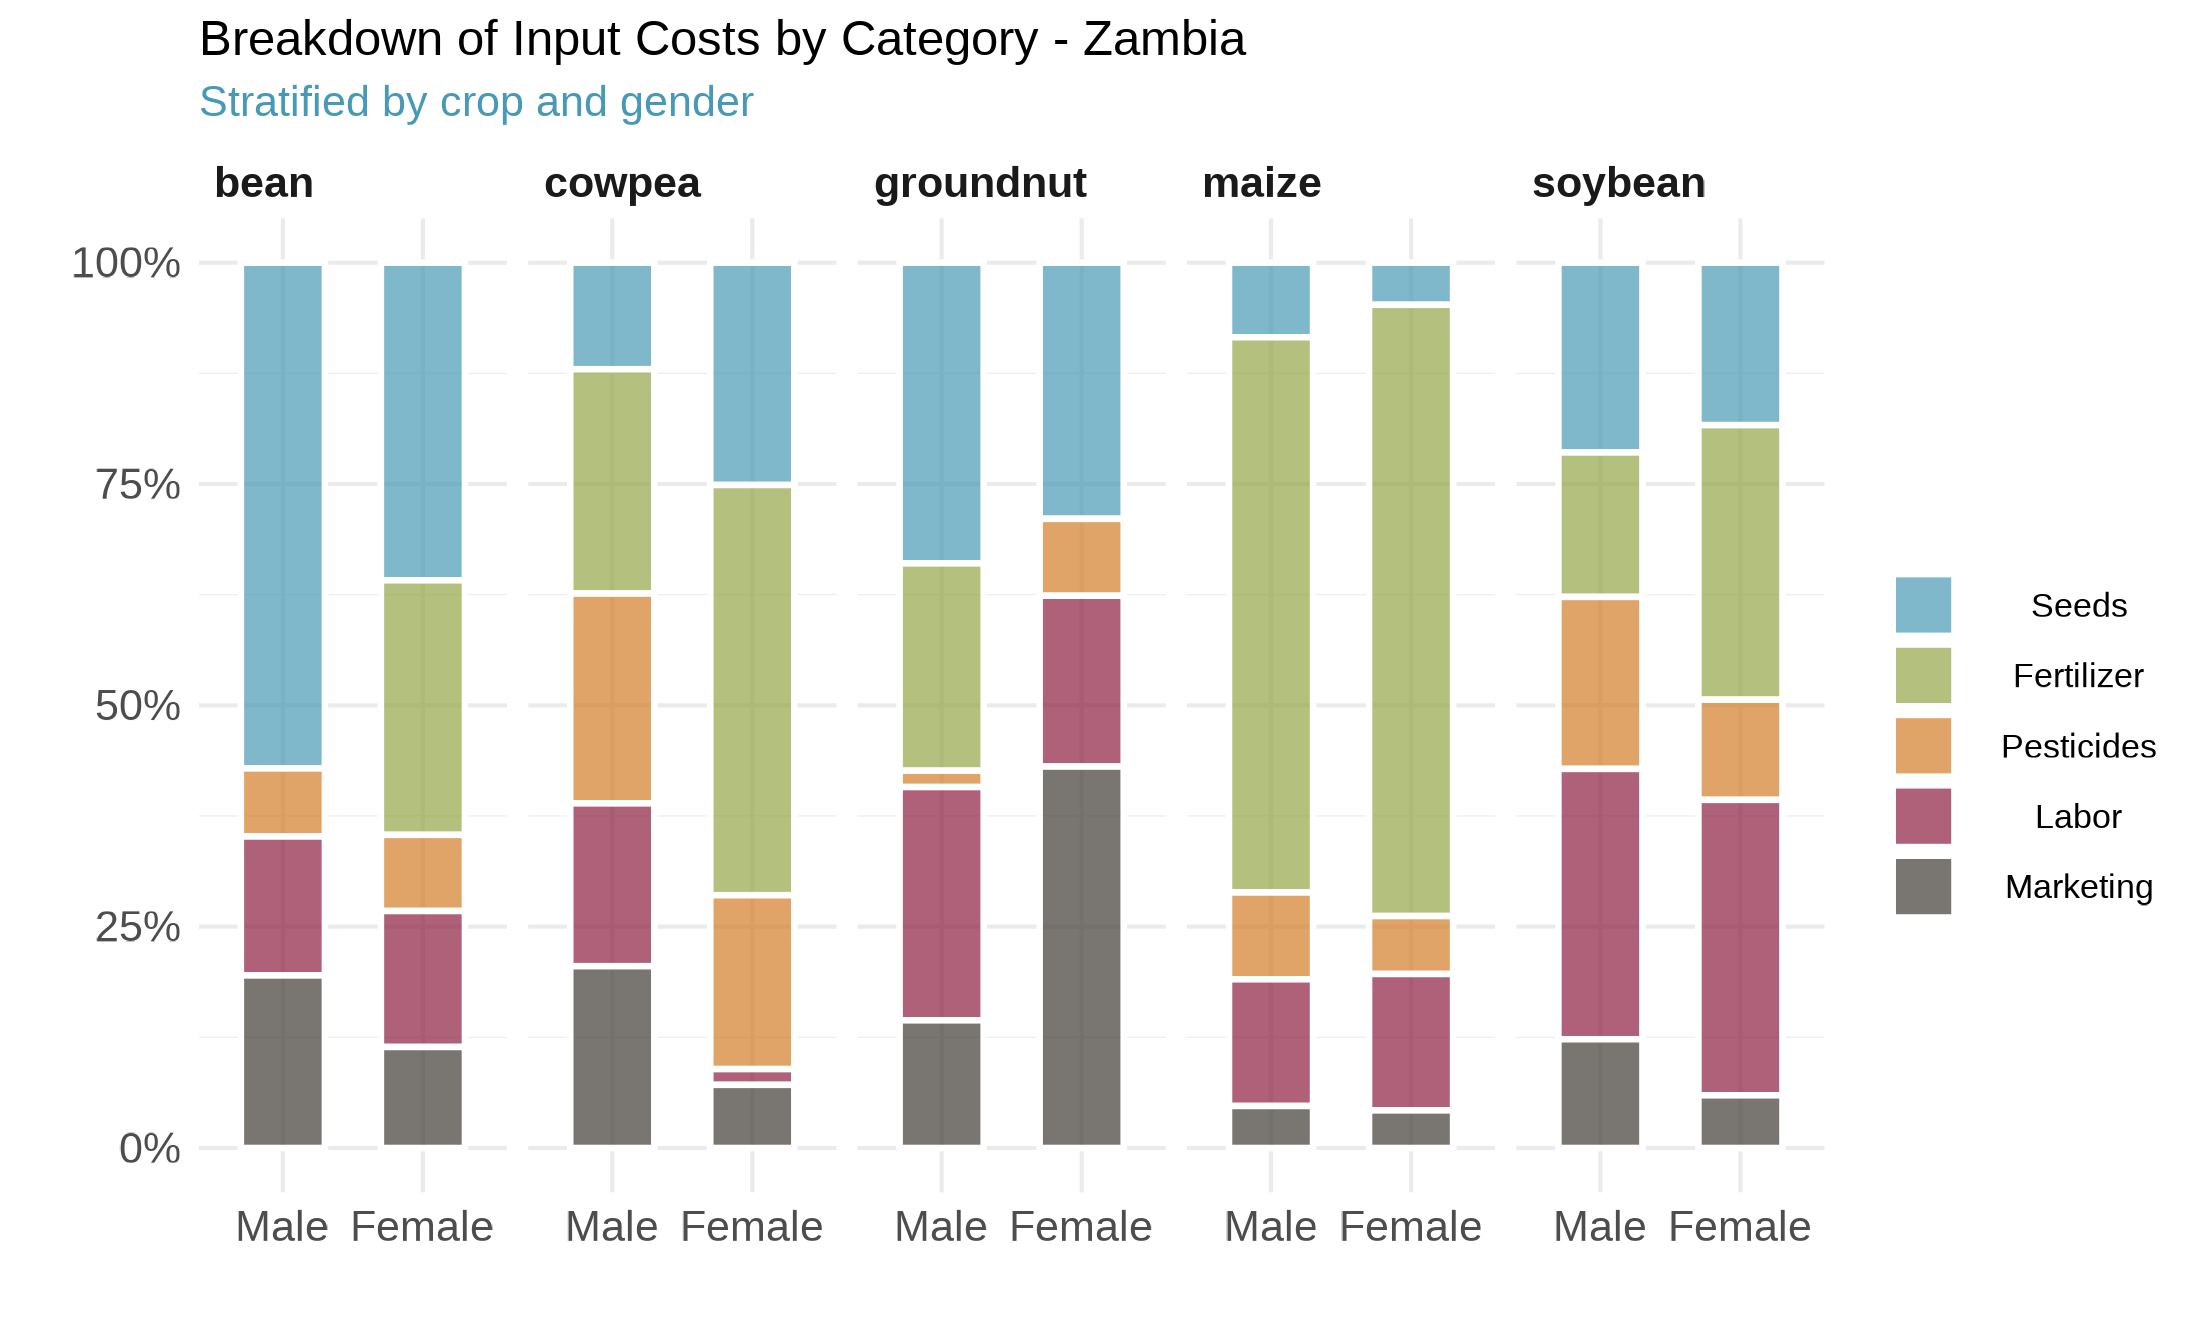 Breakdown of Input Costs by Category - Zambia
Stratified by crop and gender
bean cowpea groundnut maize soybean
100%
75%
50%
25%
0%
Male Female Male Female Male Female Male Female Male Female
Seeds
Fertilizer
Pesticides
Labor
Marketing